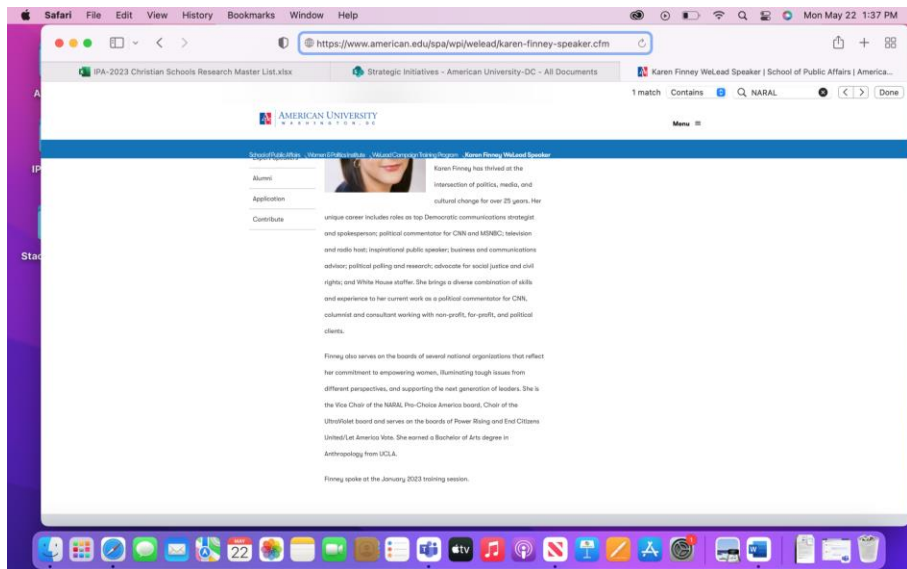 Safari File Edit View History Bookmarks Window Help Mon May 22 1:37 PM
https://www.american.edu/spa/wpi/welead/karen-finney-speaker.cfm
IPA-2023 Christian Schools Research Master List.xlsx Strategic Initiatives - American University-DC - All Documents Karen Finney WeLead Speaker | School of Public Affairs | America...
1 match Contains NARAL Done
AMERICAN UNIVERSITY
WASHINGTON, DC
Menu
School of Public Affairs Women & Politics Institute WeLead Campaign Training Program Karen Finney WeLead Speaker
Alumni
Application
Contribute
Karen Finney has thrived at the
intersection of politics, media, and
cultural change for over 25 years. Her
unique career includes roles as top Democratic communications strategist
and spokesperson; political commentator for CNN and MSNBC; television
and radio host; inspirational public speaker; business and communications
advisor; political polling and research; advocate for social justice and civil
rights; and White House staffer. She brings a diverse combination of skills
and experience to her current work as a political commentator for CNN,
columnist and consultant working with non-profit, for-profit, and political
clients.
Finney also serves on the boards of several national organizations that reflect
her commitment to empowering women, illuminating tough issues from
different perspectives, and supporting the next generation of leaders. She is
the Vice Chair of the NARAL Pro-Choice America board, Chair of the
UltraViolet board and serves on the boards of Power Rising and End Citizens
United/Let America Vote. She earned a Bachelor of Arts degree in
Anthropology from UCLA.
Finney spoke at the January 2023 training session.
A
IP
Stac
MAY
22
tv